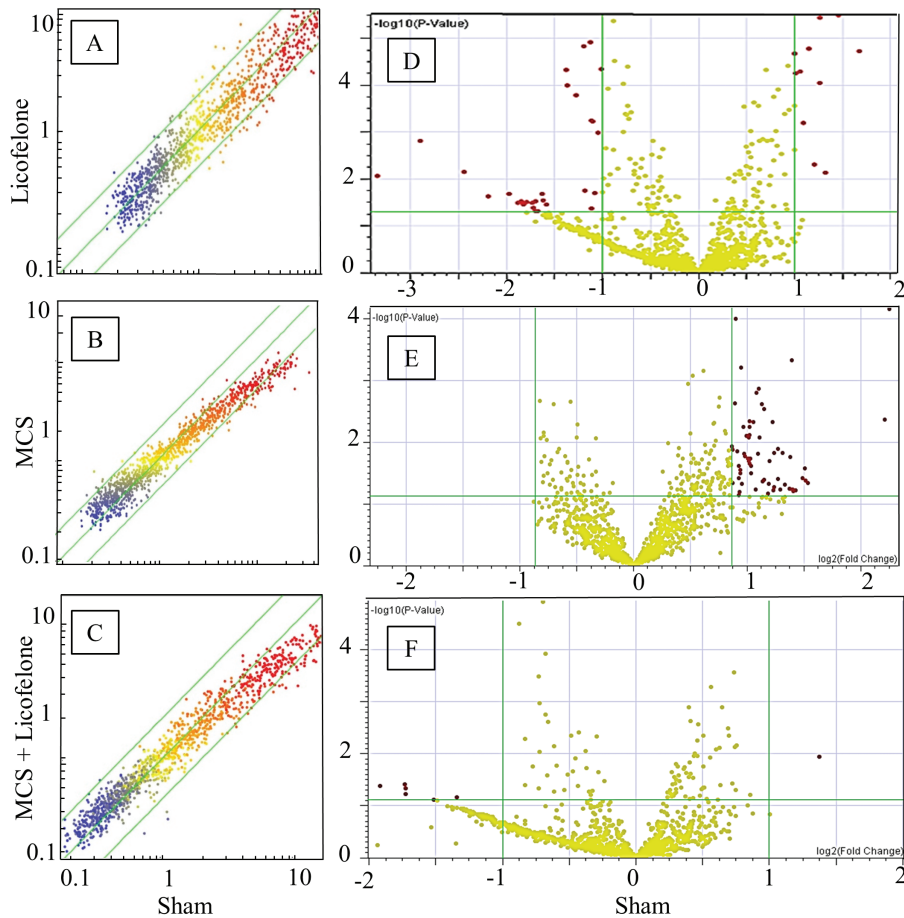 A
Licofelone
10
1
0.1
D
-log10(P-Value)
4
2
0
-3 -2 -1 0 1 2
B
MCS
10
1
0.1
E
-log10(P-Value)
4
2
0
log2(Fold Change)
-2 -1 0 1 2
C
MCS + Licofelone
10
1
0.1
0.1 1 10
Sham
F
-log10(P-Value)
4
2
0
log2(Fold Change)
-2 -1 0 1 2
Sham